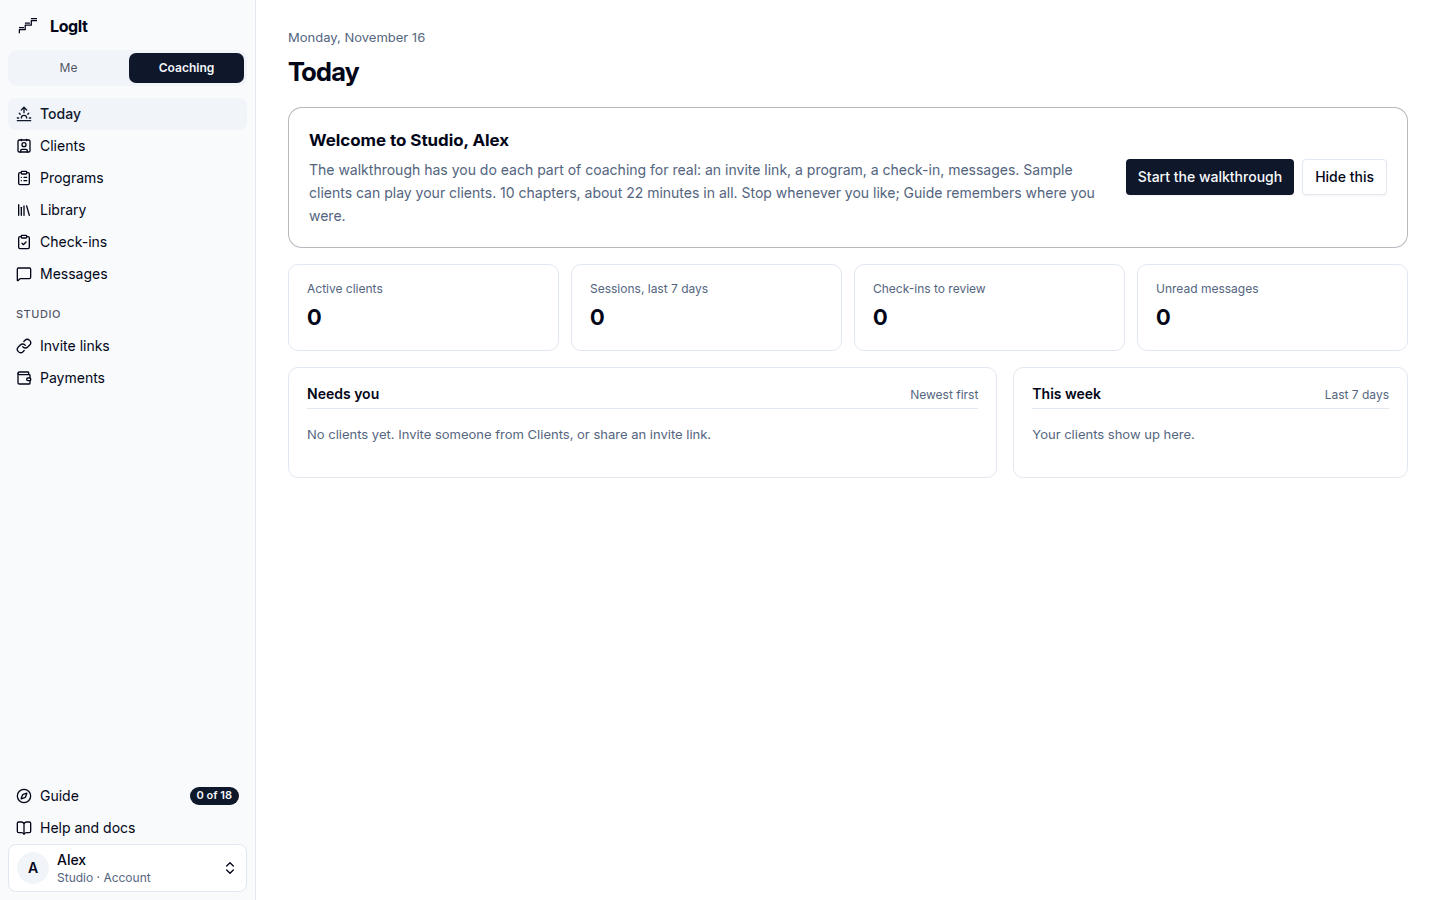 LogIt
Me
Coaching
Today
Clients
Programs
Library
Check-ins
Messages
STUDIO
Invite links
Payments
Guide
0 of 18
Help and docs
A
Alex
Studio · Account
Monday, November 16
Today
Welcome to Studio, Alex
The walkthrough has you do each part of coaching for real: an invite link, a program, a check-in, messages. Sample
clients can play your clients. 10 chapters, about 22 minutes in all. Stop whenever you like; Guide remembers where you
were.
Start the walkthrough
Hide this
Active clients
0
Sessions, last 7 days
0
Check-ins to review
0
Unread messages
0
Needs you
Newest first
No clients yet. Invite someone from Clients, or share an invite link.
This week
Last 7 days
Your clients show up here.